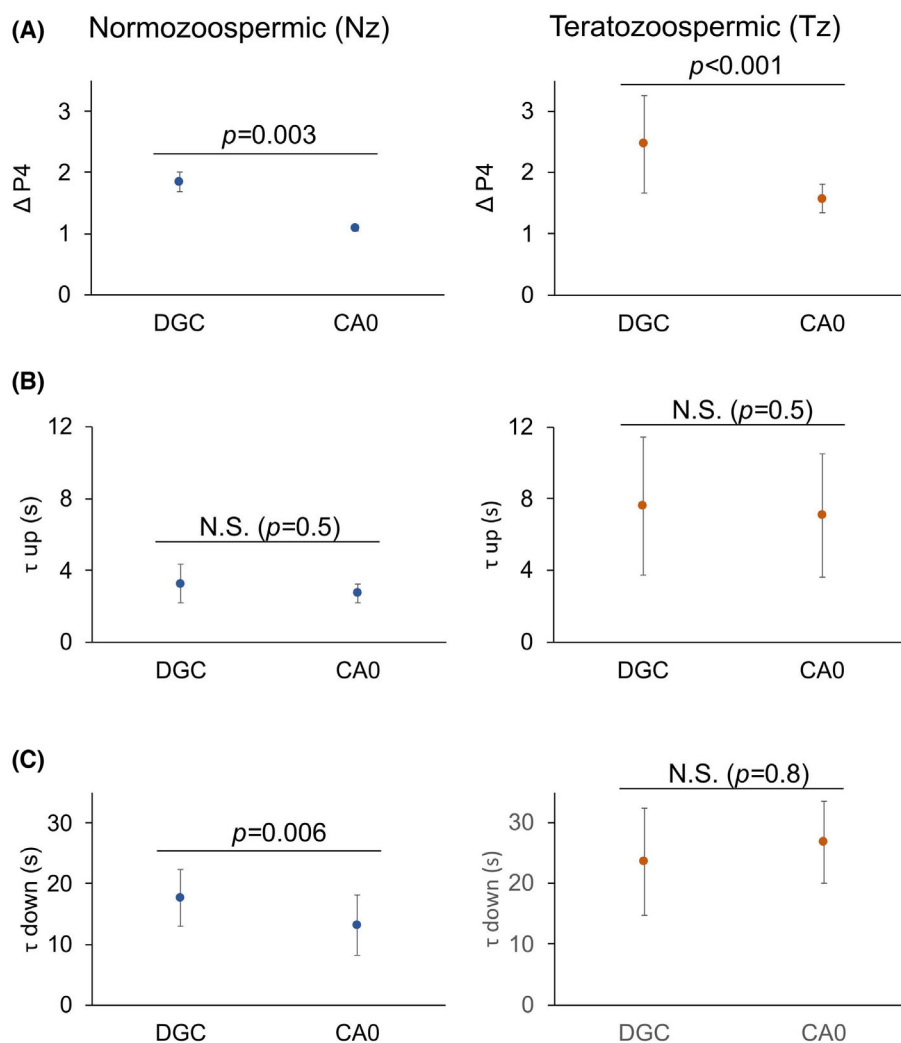 (A)
Normozoospermic (Nz)
Teratozoospermic (Tz)
p=0.003
Δ P4
3
2
1
0
DGC
CA0
p<0.001
Δ P4
3
2
1
0
DGC
CA0
(B)
N.S. (p=0.5)
τ up (s)
12
8
4
0
DGC
CA0
N.S. (p=0.5)
τ up (s)
12
8
4
0
DGC
CA0
(C)
p=0.006
τ down (s)
30
20
10
0
DGC
CA0
N.S. (p=0.8)
τ down (s)
30
20
10
0
DGC
CA0